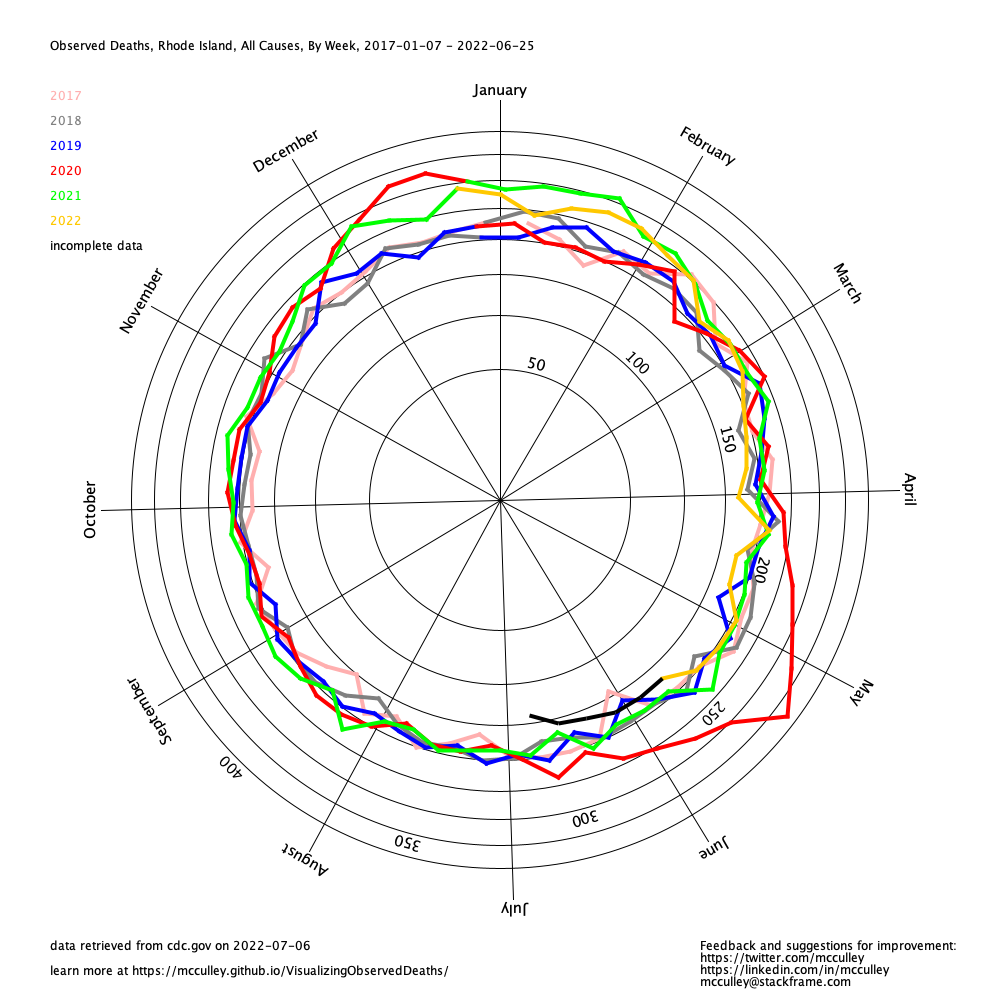 Observed Deaths, Rhode Island, All Causes, By Week, 2017-01-07 - 2022-06-25
January
2017
2018
2019
2020
2021
2022
incomplete data
December
February
November
March
50
100
150
October
April
200
September
May
250
400
300
350
August
June
July
data retrieved from cdc.gov on 2022-07-06
learn more at https://mcculley.github.io/VisualizingObservedDeaths/
Feedback and suggestions for improvement:
https://twitter.com/mcculley
https://linkedin.com/in/mcculley
mcculley@stackframe.com